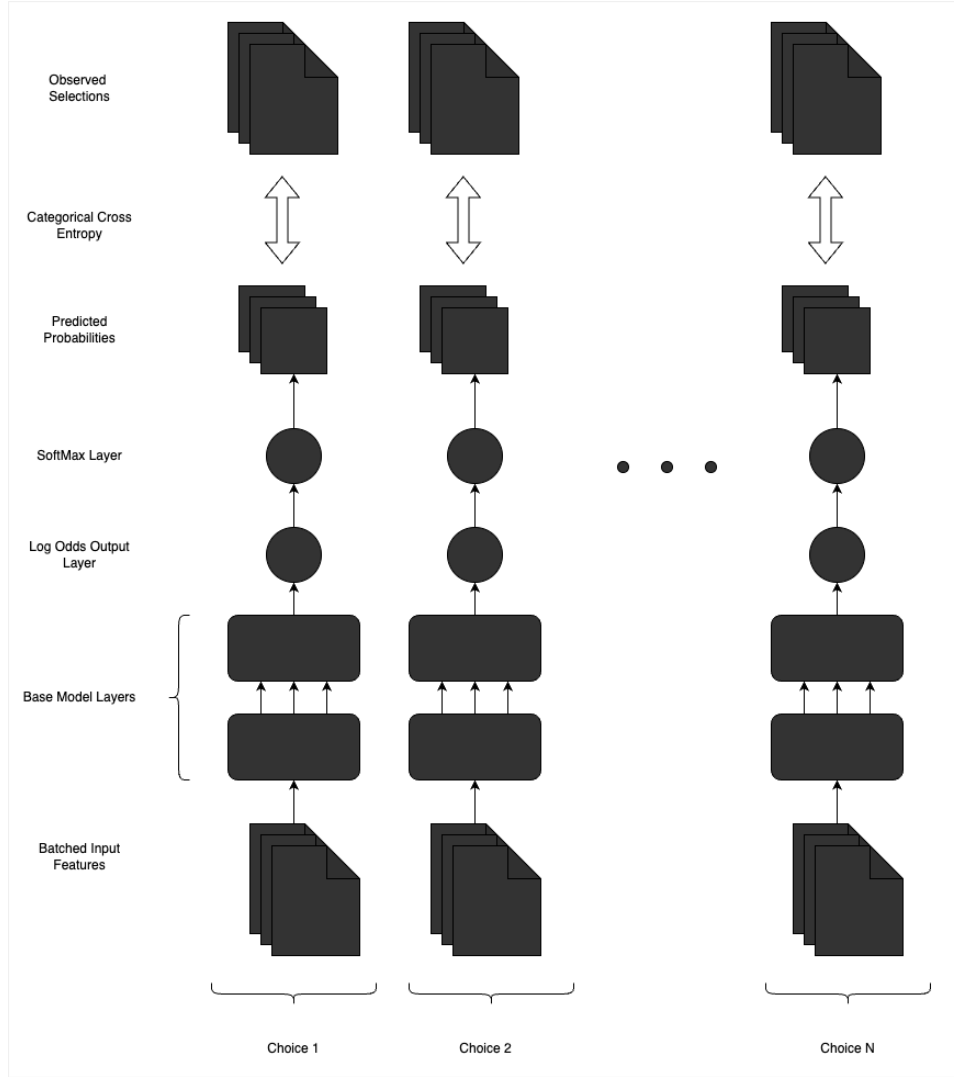 Observed
Selections
Categorical Cross
Entropy
Predicted
Probabilities
SoftMax Layer
Log Odds Output
Layer
Base Model Layers
Batched Input
Features
Choice 1
Choice 2
Choice N